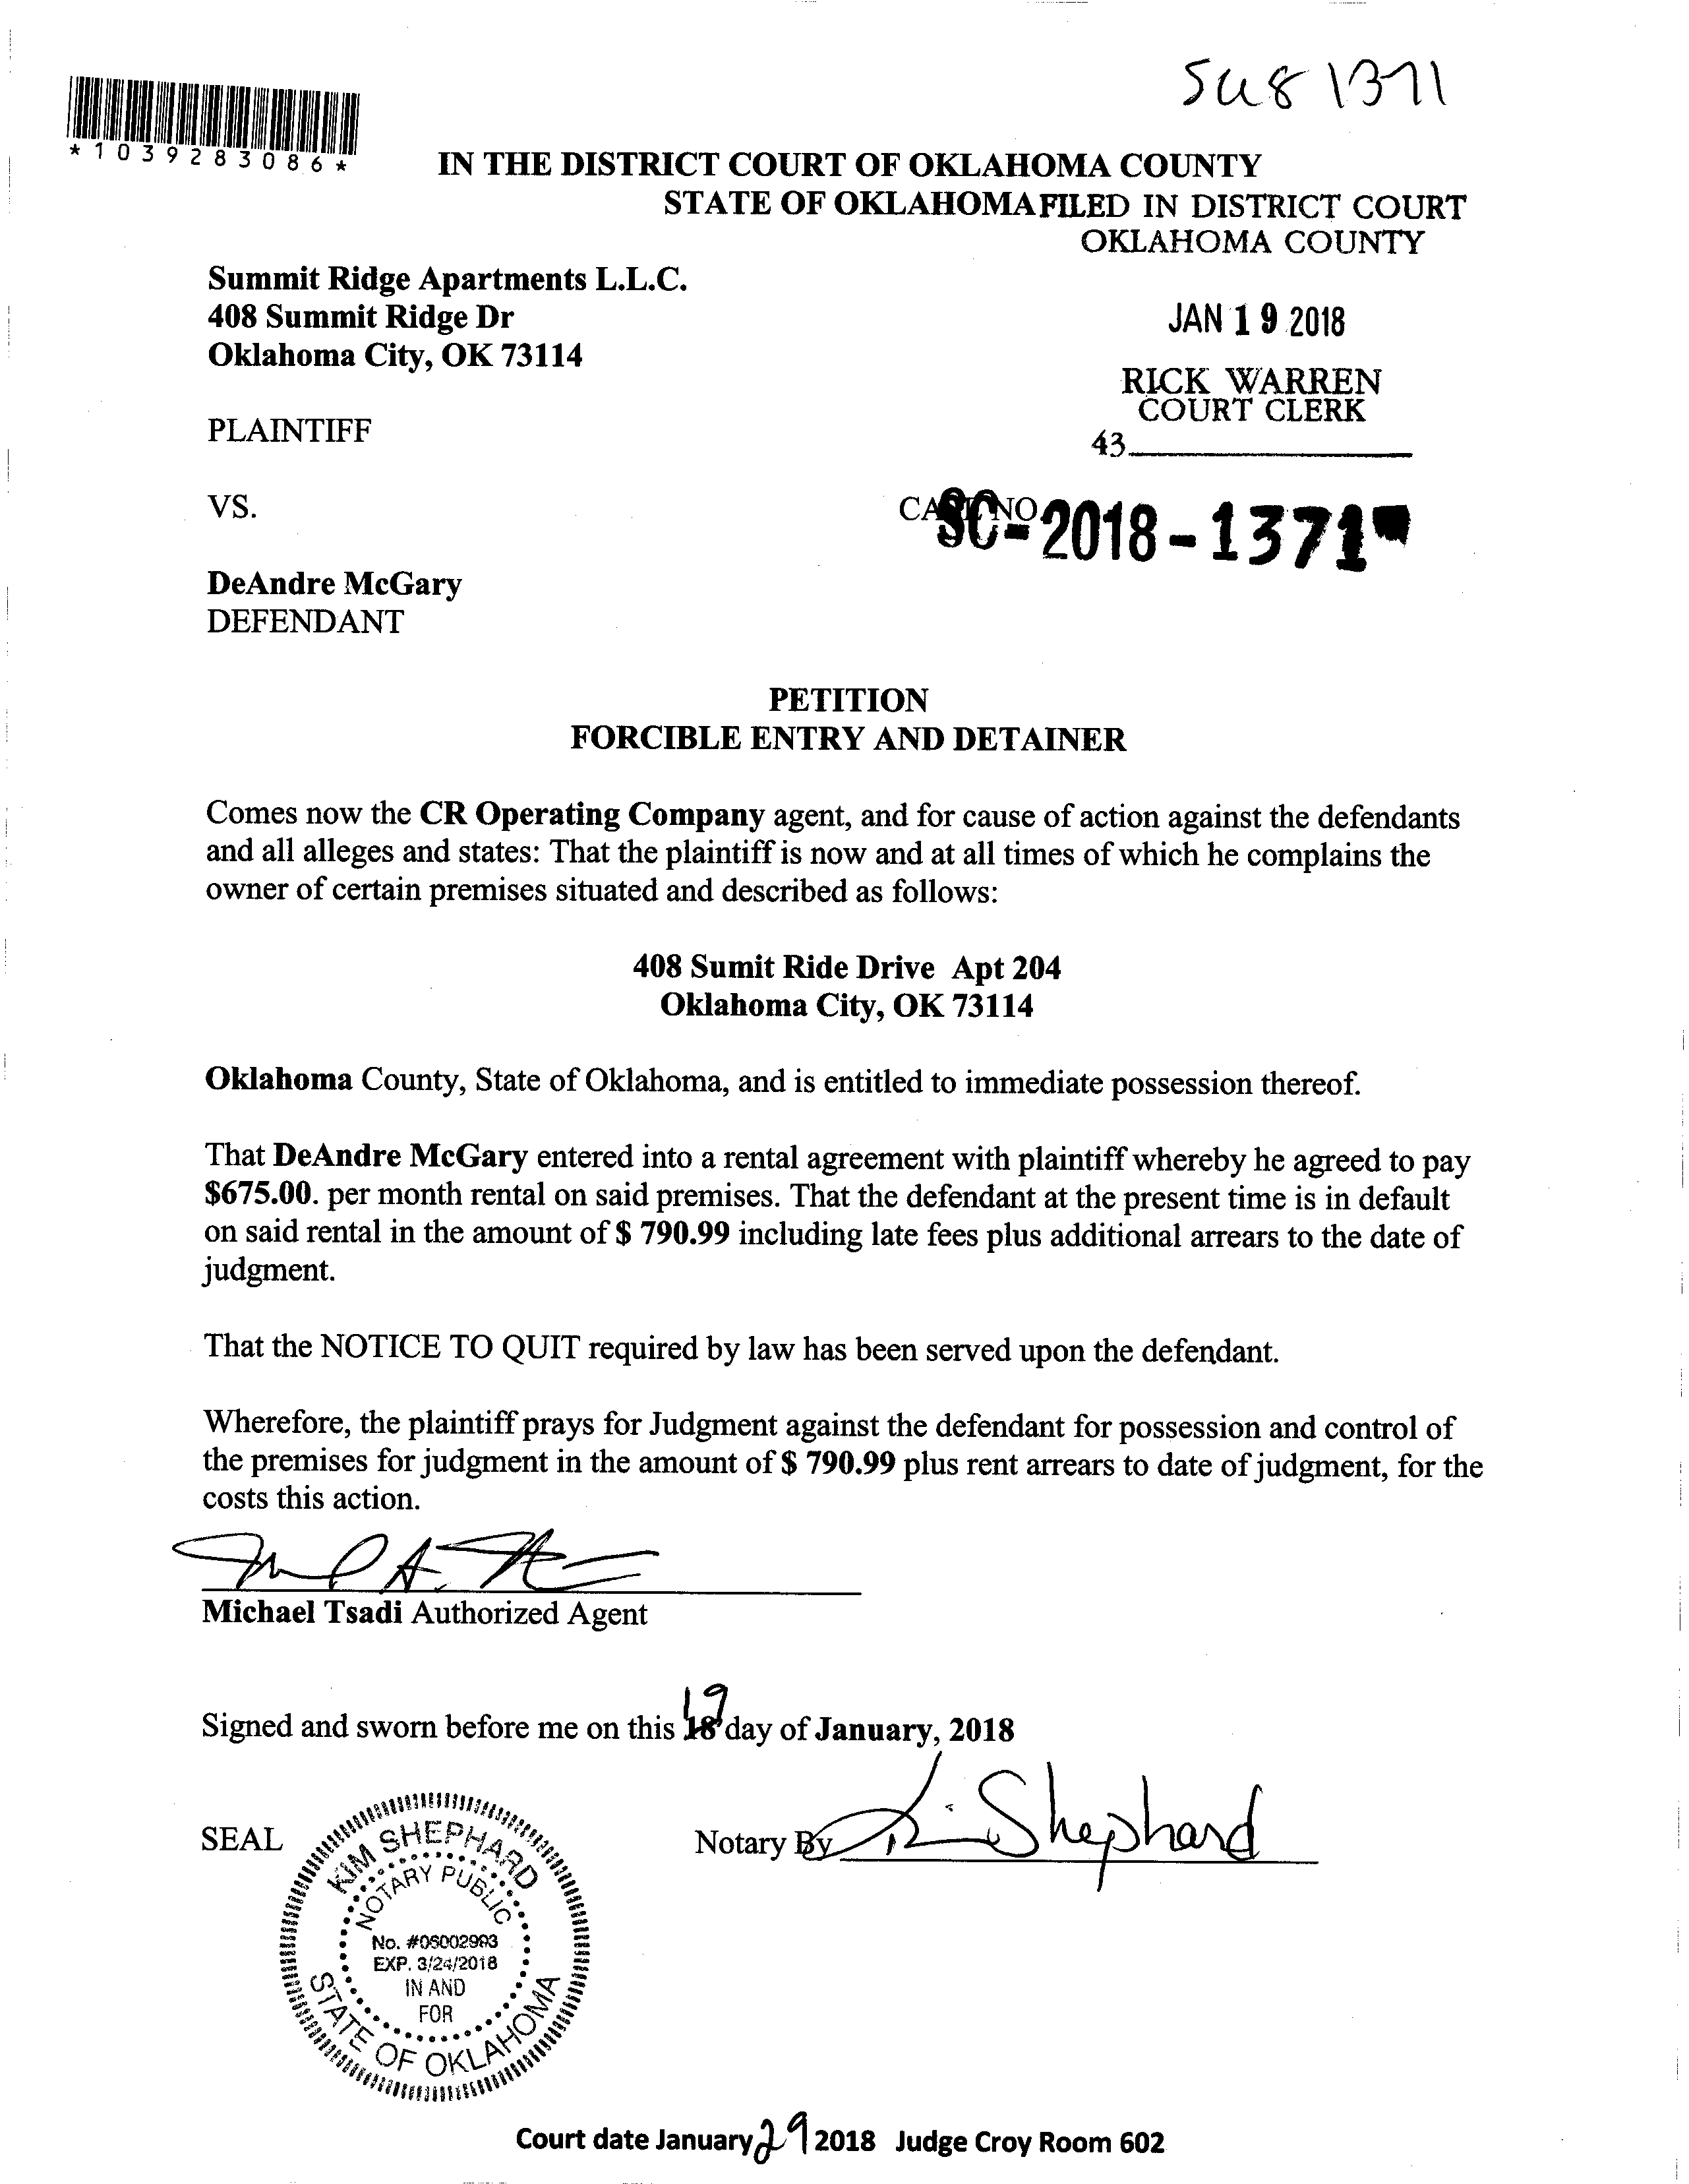 SC18 1371
*1039283086*
IN THE DISTRICT COURT OF OKLAHOMA COUNTY
STATE OF OKLAHOMA
FILED IN DISTRICT COURT
OKLAHOMA COUNTY
Summit Ridge Apartments L.L.C.
408 Summit Ridge Dr
Oklahoma City, OK 73114
JAN 19 2018
RICK WARREN
COURT CLERK
43
PLAINTIFF
VS.
CASE NO.
SC-2018-1371
DeAndre McGary
DEFENDANT
PETITION
FORCIBLE ENTRY AND DETAINER
Comes now the CR Operating Company agent, and for cause of action against the defendants
and all alleges and states: That the plaintiff is now and at all times of which he complains the
owner of certain premises situated and described as follows:
408 Sumit Ride Drive Apt 204
Oklahoma City, OK 73114
Oklahoma County, State of Oklahoma, and is entitled to immediate possession thereof.
That DeAndre McGary entered into a rental agreement with plaintiff whereby he agreed to pay
$675.00. per month rental on said premises. That the defendant at the present time is in default
on said rental in the amount of $ 790.99 including late fees plus additional arrears to the date of
judgment.
That the NOTICE TO QUIT required by law has been served upon the defendant.
Wherefore, the plaintiff prays for Judgment against the defendant for possession and control of
the premises for judgment in the amount of $ 790.99 plus rent arrears to date of judgment, for the
costs this action.
Michael Tsadi Authorized Agent
Signed and sworn before me on this 19 day of January, 2018
SEAL
Notary By K. Shephard
KIM SHEPHARD
NOTARY PUBLIC
No. #06002993
EXP. 3/24/2018
IN AND
FOR
STATE OF OKLAHOMA
Court date January 29 2018 Judge Croy Room 602